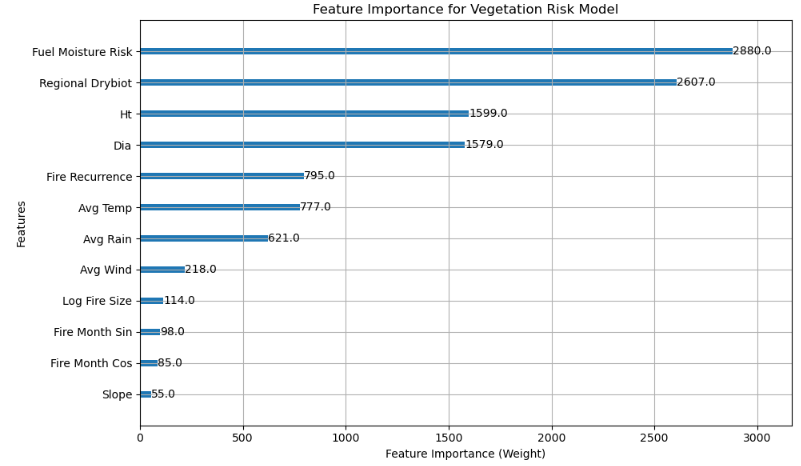 Feature Importance for Vegetation Risk Model
Fuel Moisture Risk 2880.0
Regional Drybiot 2607.0
Ht 1599.0
Dia 1579.0
Fire Recurrence 795.0
Avg Temp 777.0
Avg Rain 621.0
Avg Wind 218.0
Log Fire Size 114.0
Fire Month Sin 98.0
Fire Month Cos 85.0
Slope 55.0
Features
0 500 1000 1500 2000 2500 3000
Feature Importance (Weight)